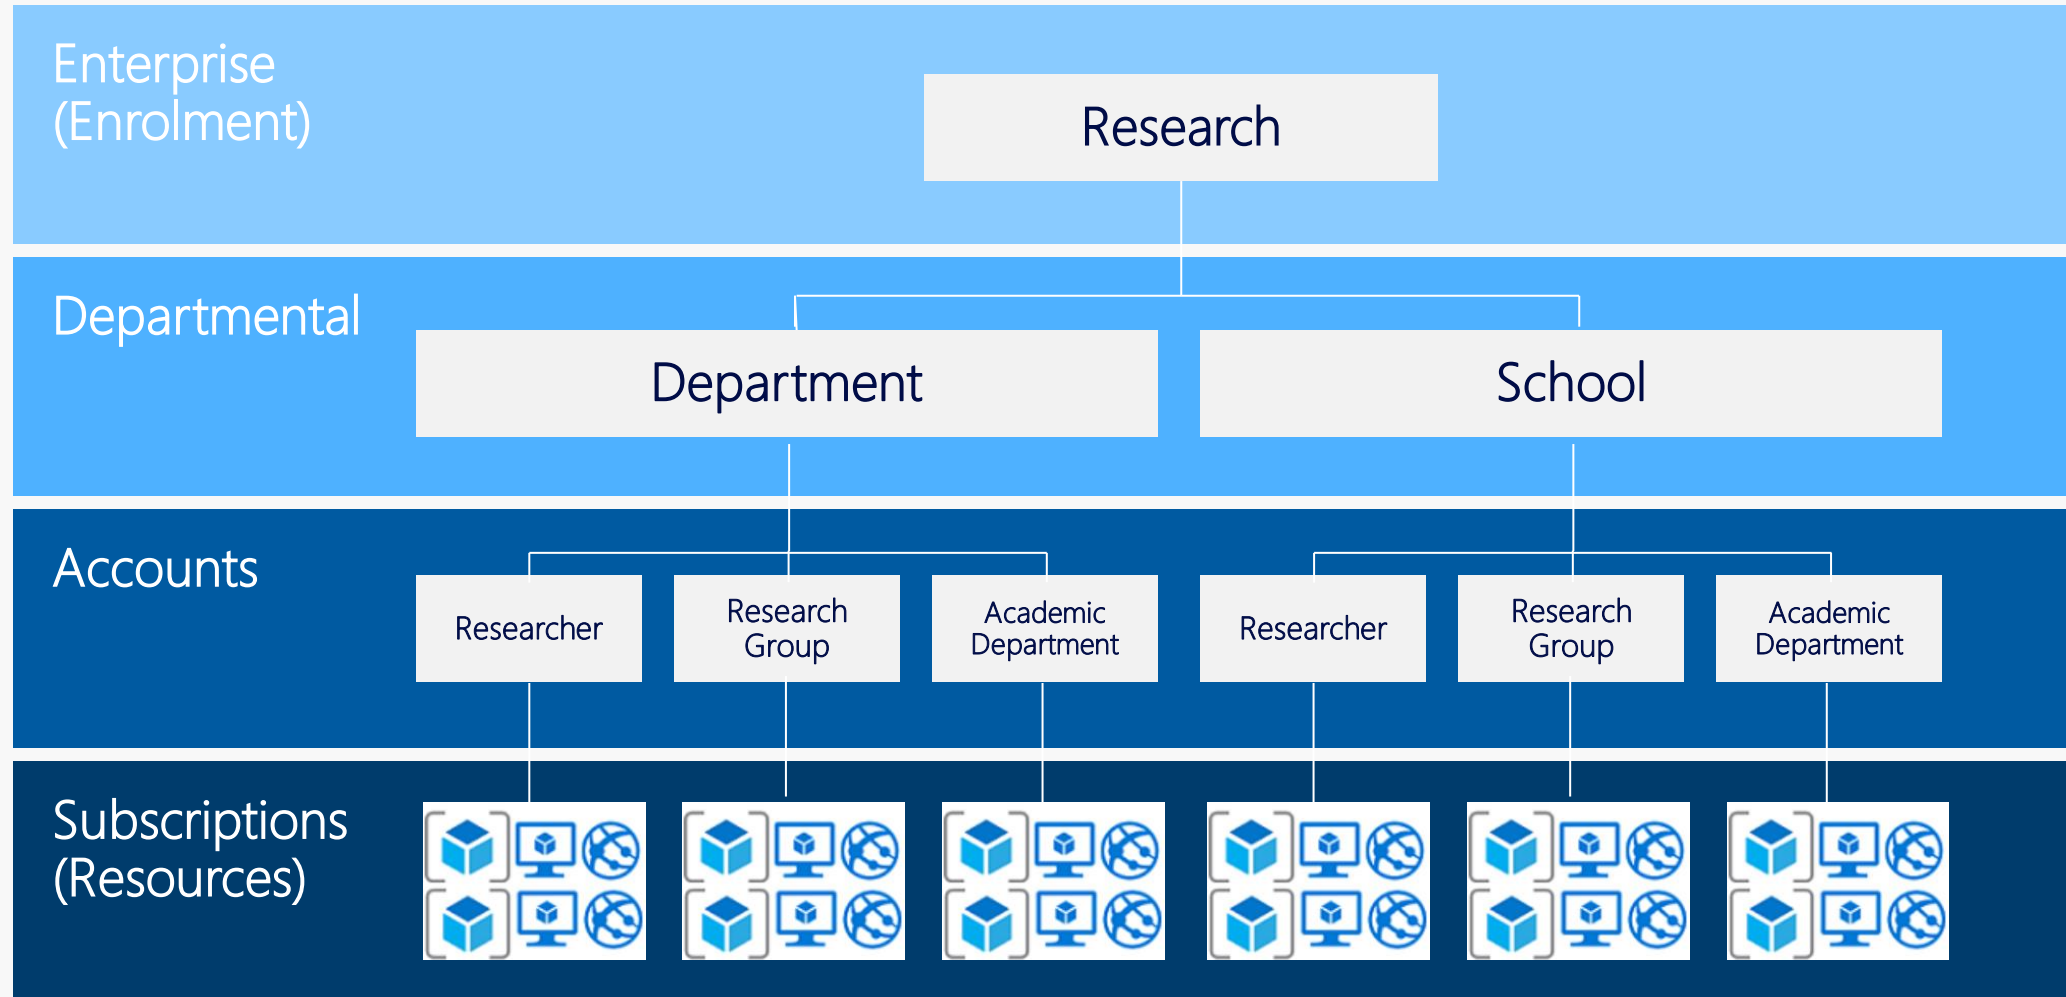 Enterprise
(Enrolment)
Research
Departmental
Department
School
Accounts
Researcher
Research
Group
Academic
Department
Researcher
Research
Group
Academic
Department
Subscriptions
(Resources)